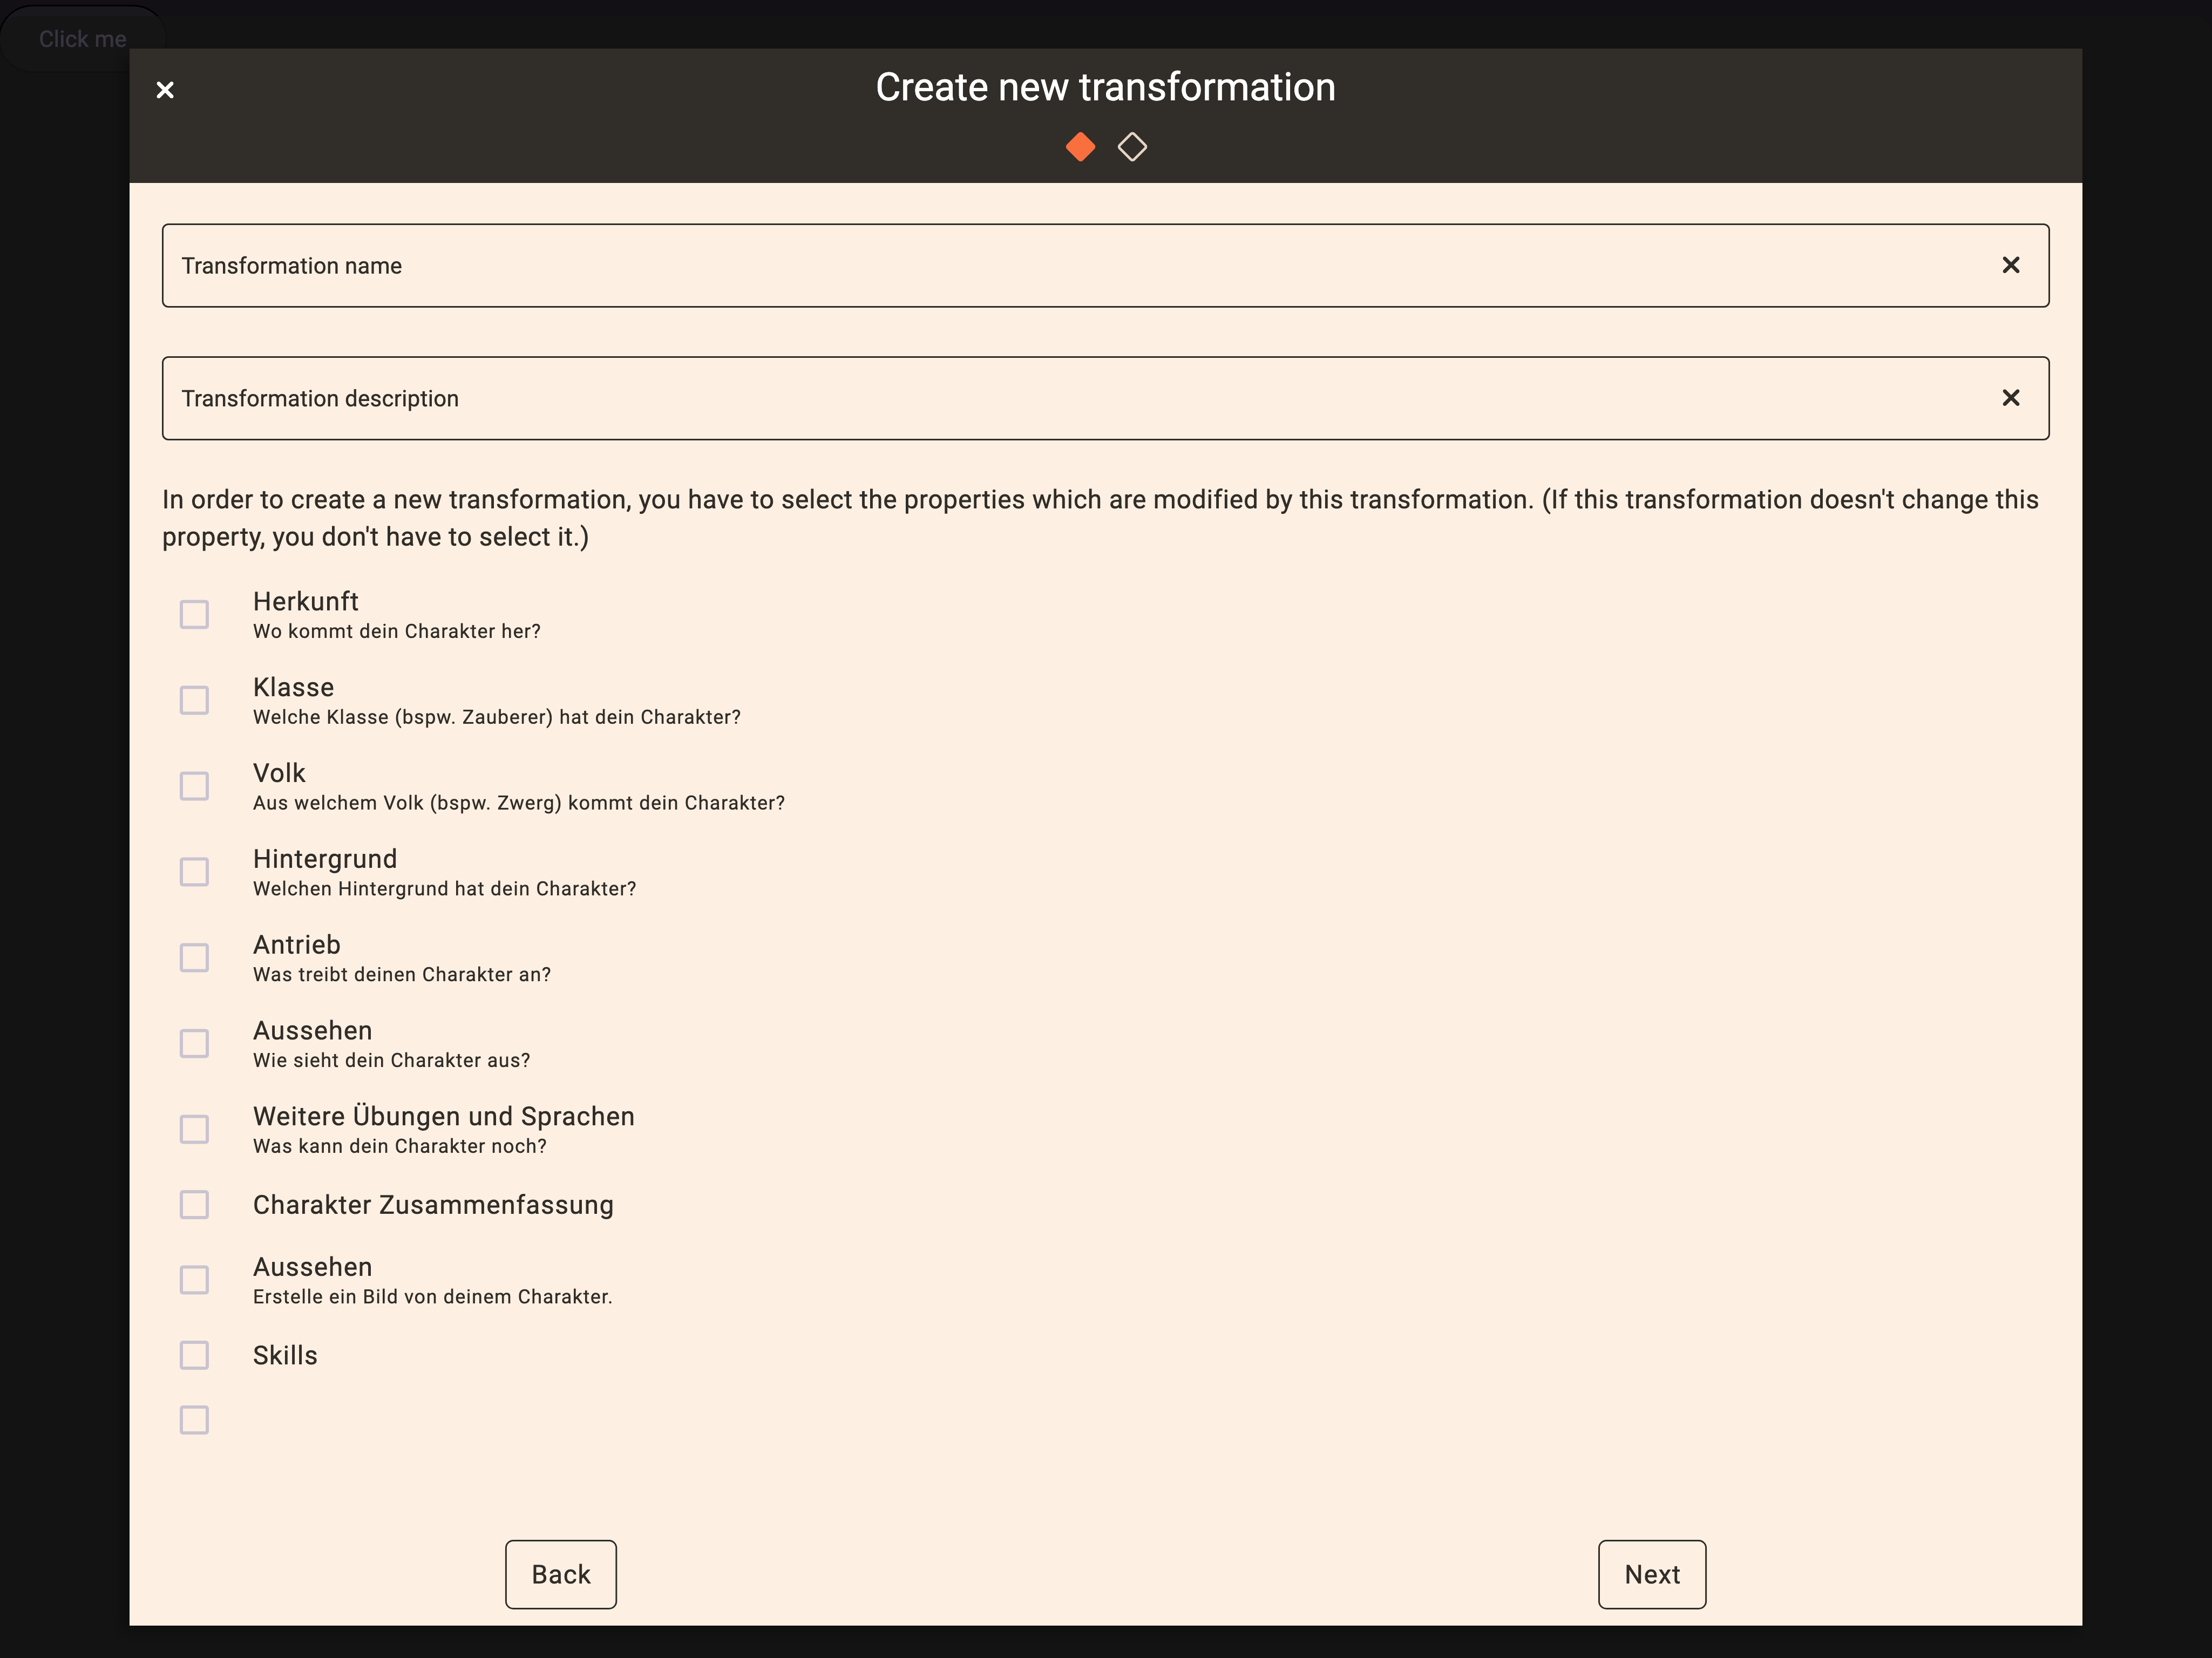 Click me
Create new transformation
Transformation name
Transformation description
In order to create a new transformation, you have to select the properties which are modified by this transformation. (If this transformation doesn't change this
property, you don't have to select it.)
Herkunft
Wo kommt dein Charakter her?
Klasse
Welche Klasse (bspw. Zauberer) hat dein Charakter?
Volk
Aus welchem Volk (bspw. Zwerg) kommt dein Charakter?
Hintergrund
Welchen Hintergrund hat dein Charakter?
Antrieb
Was treibt deinen Charakter an?
Aussehen
Wie sieht dein Charakter aus?
Weitere Übungen und Sprachen
Was kann dein Charakter noch?
Charakter Zusammenfassung
Aussehen
Erstelle ein Bild von deinem Charakter.
Skills
Back
Next